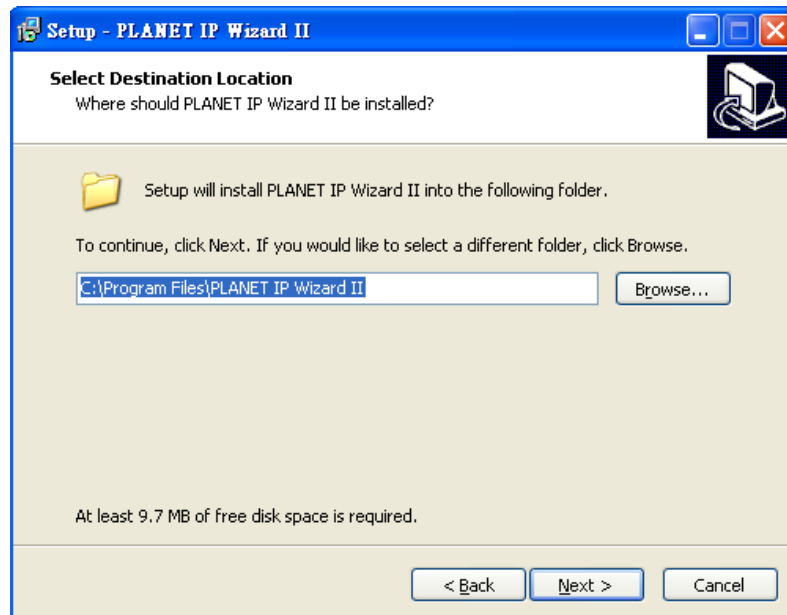 Setup - PLANET IP Wizard II
Select Destination Location
Where should PLANET IP Wizard II be installed?
Setup will install PLANET IP Wizard II into the following folder.
To continue, click Next. If you would like to select a different folder, click Browse.
C:\Program Files\PLANET IP Wizard II
Browse...
At least 9.7 MB of free disk space is required.
< Back
Next >
Cancel